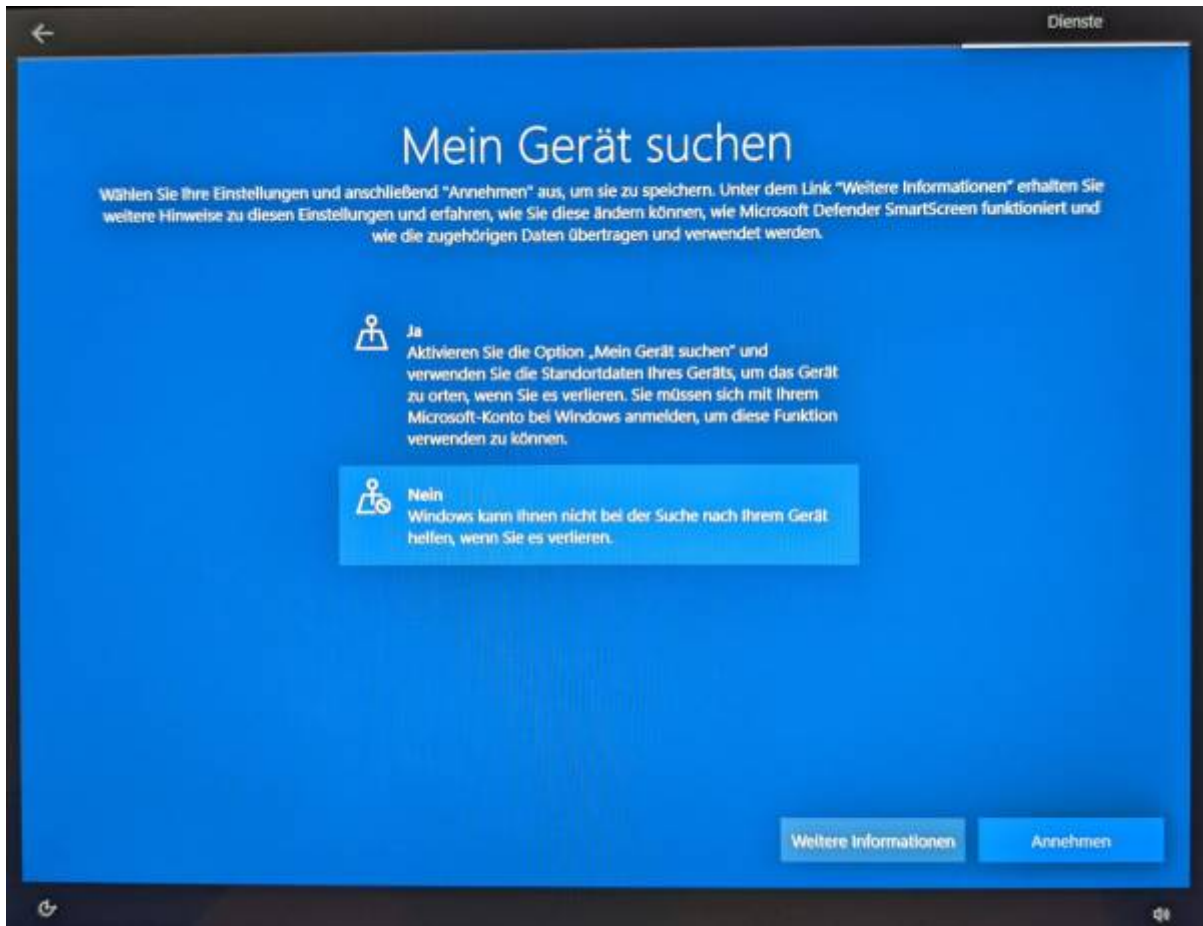 Dienste
Mein Gerät suchen
Wählen Sie Ihre Einstellungen und anschließend "Annehmen" aus, um sie zu speichern. Unter dem Link "Weitere Informationen" erhalten Sie
weitere Hinweise zu diesen Einstellungen und erfahren, wie Sie diese ändern können, wie Microsoft Defender SmartScreen funktioniert und
wie die zugehörigen Daten übertragen und verwendet werden.
Ja
Aktivieren Sie die Option „Mein Gerät suchen" und
verwenden Sie die Standortdaten Ihres Geräts, um das Gerät
zu orten, wenn Sie es verlieren. Sie müssen sich mit Ihrem
Microsoft-Konto bei Windows anmelden, um diese Funktion
verwenden zu können.
Nein
Windows kann Ihnen nicht bei der Suche nach Ihrem Gerät
helfen, wenn Sie es verlieren.
Weitere Informationen
Annehmen